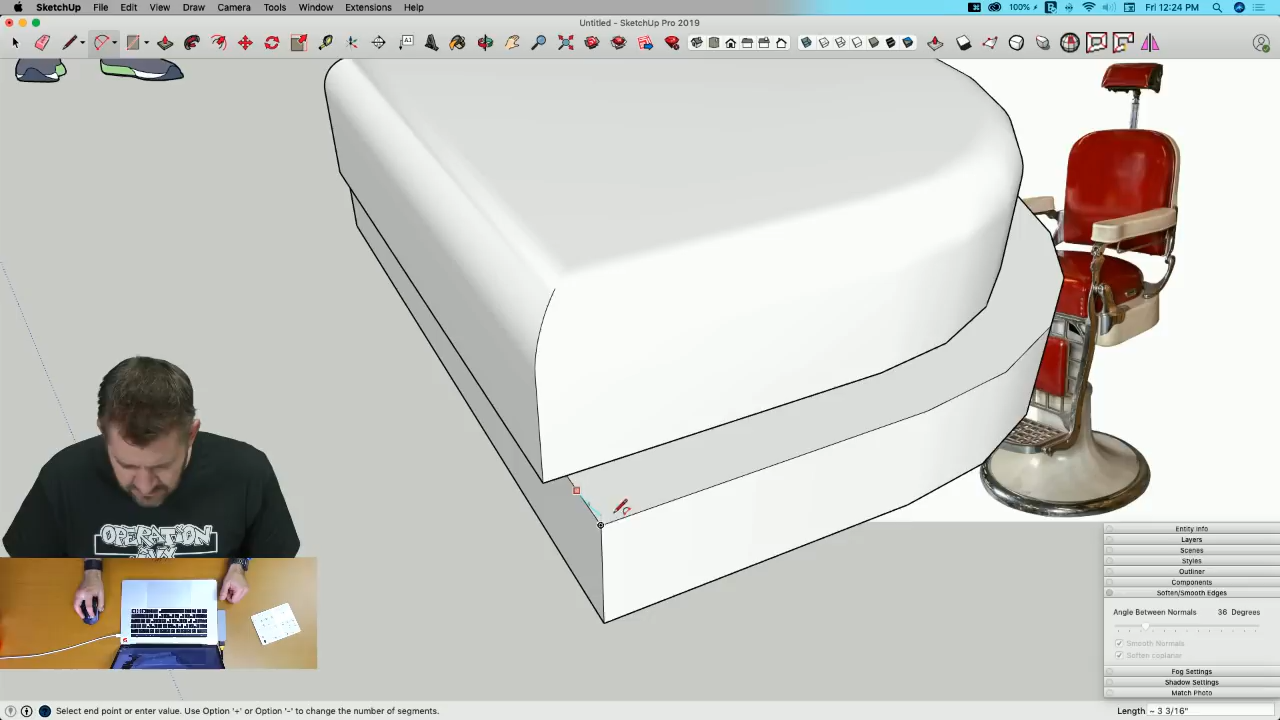 SketchUp File Edit View Draw Camera Tools Window Extensions Help
100% Fri 12:24 PM
Untitled - SketchUp Pro 2019
OPERATION
Entity Info
Layers
Scenes
Styles
Outliner
Components
Soften/Smooth Edges
Angle Between Normals 36 Degrees
Smooth Normals
Soften coplanar
Fog Settings
Shadow Settings
Match Photo
Select end point or enter value. Use Option '+' or Option '-' to change the number of segments.
Length ~ 3 3/16"